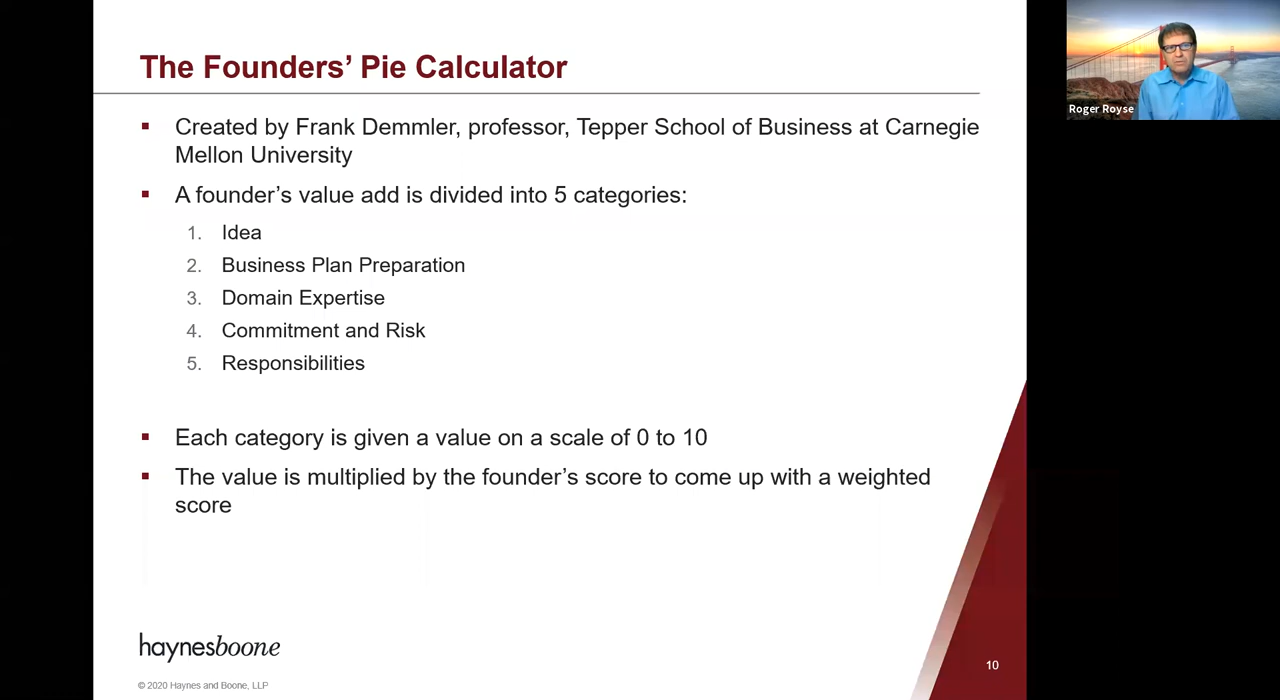 The Founders’ Pie Calculator
▪ Created by Frank Demmler, professor, Tepper School of Business at Carnegie
Mellon University
▪ A founder’s value add is divided into 5 categories:
1. Idea
2. Business Plan Preparation
3. Domain Expertise
4. Commitment and Risk
5. Responsibilities
▪ Each category is given a value on a scale of 0 to 10
▪ The value is multiplied by the founder’s score to come up with a weighted
score
haynesboone
© 2020 Haynes and Boone, LLP
10
Roger Royse